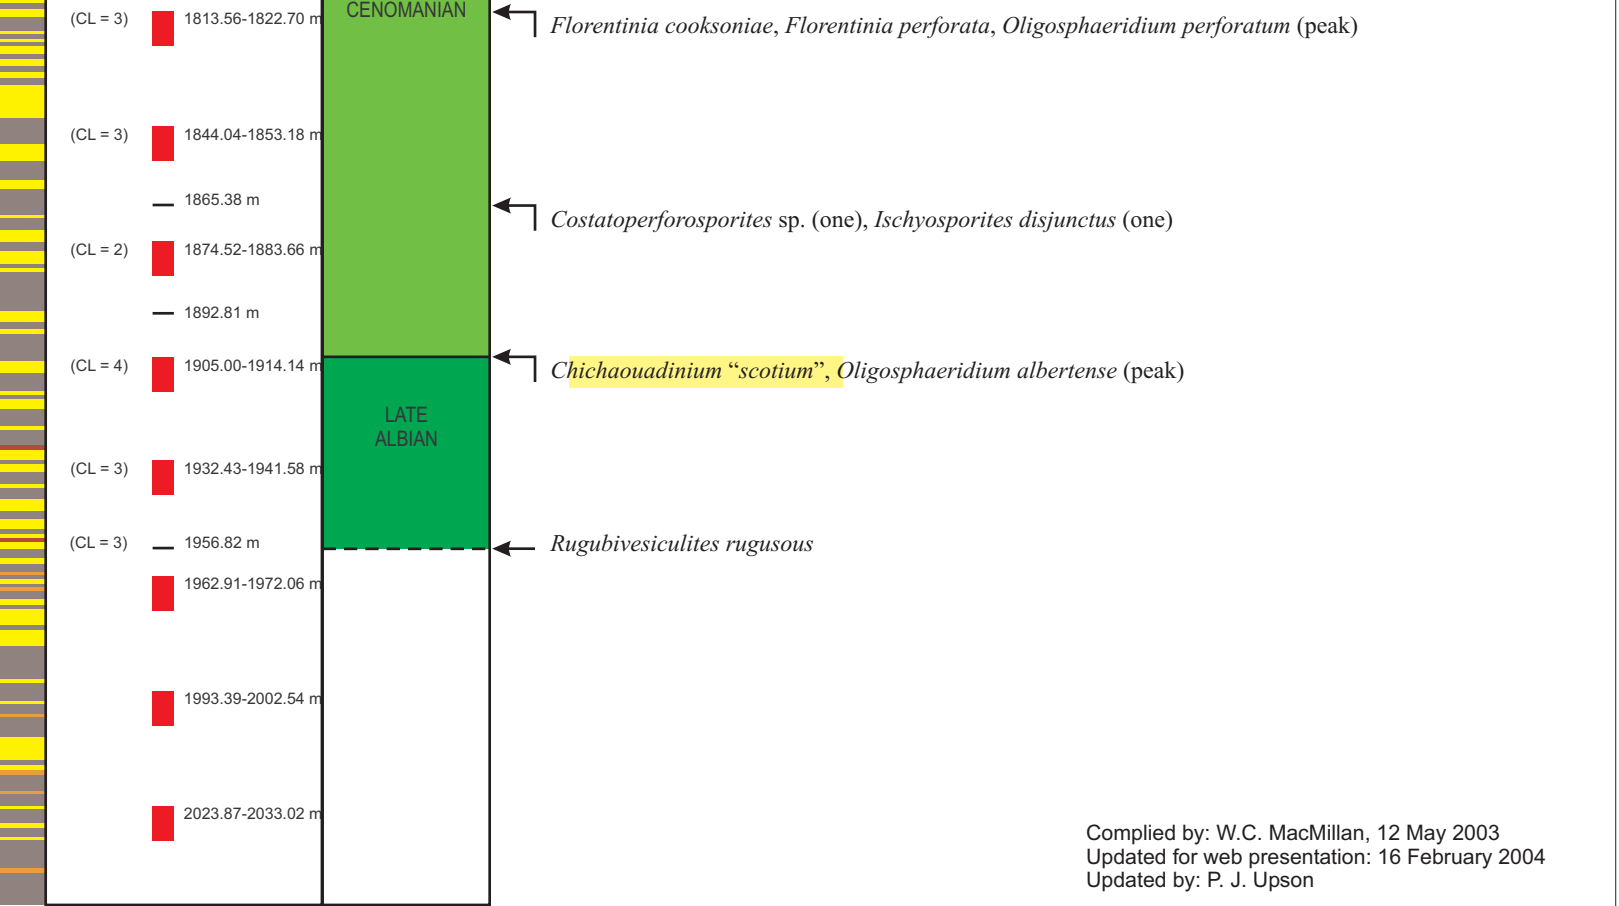 CENOMANIAN
(CL = 3) 1813.56-1822.70 m
Florentinia cooksoniae, Florentinia perforata, Oligosphaeridium perforatum (peak)
(CL = 3) 1844.04-1853.18 m
1865.38 m
Costatoperforosporites sp. (one), Ischyosporites disjunctus (one)
(CL = 2) 1874.52-1883.66 m
1892.81 m
(CL = 4) 1905.00-1914.14 m
Chichaouadinium “scotium”, Oligosphaeridium albertense (peak)
LATE
ALBIAN
(CL = 3) 1932.43-1941.58 m
(CL = 3) 1956.82 m
Rugubivesiculites rugusous
1962.91-1972.06 m
1993.39-2002.54 m
2023.87-2033.02 m
Complied by: W.C. MacMillan, 12 May 2003
Updated for web presentation: 16 February 2004
Updated by: P. J. Upson